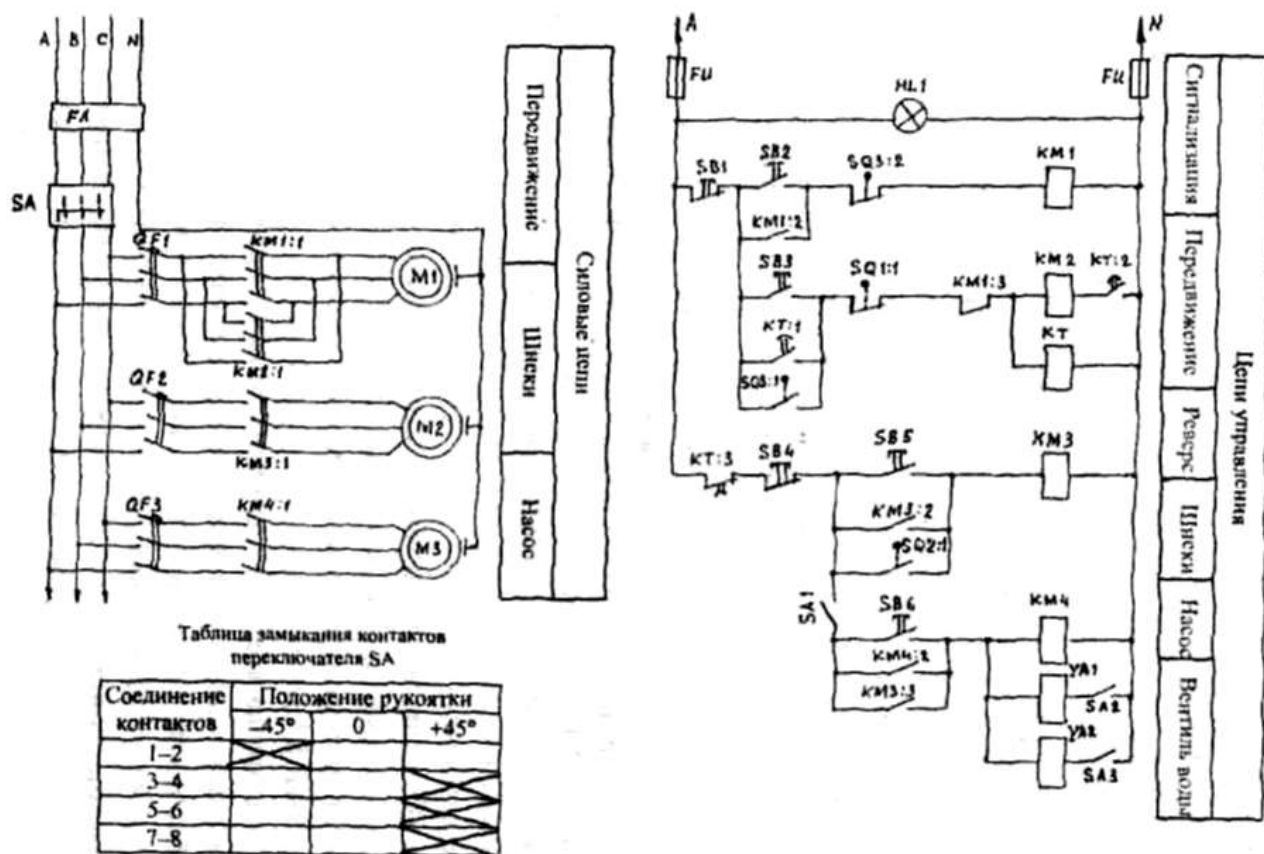 A B C N
FA
SA
QF1
KM1:1
M1
KM2:1
QF2
M2
KM3:1
QF3
KM4:1
M3
Передвижение
Шнеки
Насос
Силовые цепи
Таблица замыкания контактов
переключателя SA
Соединение контактов
Положение рукоятки
–45° 0 +45°
1–2
3–4
5–6
7–8
A N
FU FU
HL1
SB1 SB2 SQ3:2 KM1
KM1:2
SB3 SQ1:1 KM1:3 KM2 KT:2
KT:1 KT
SQ3:1
KT:3 SB4 SB5 KM3
KM3:2
SQ2:1
SA1
SB6 KM4
KM4:2
KM3:3
YA1
SA2
YA2
SA3
Сигнализация
Передвижение
Реверс
Шнеки
Насос
Вентиль воды
Цепи управления